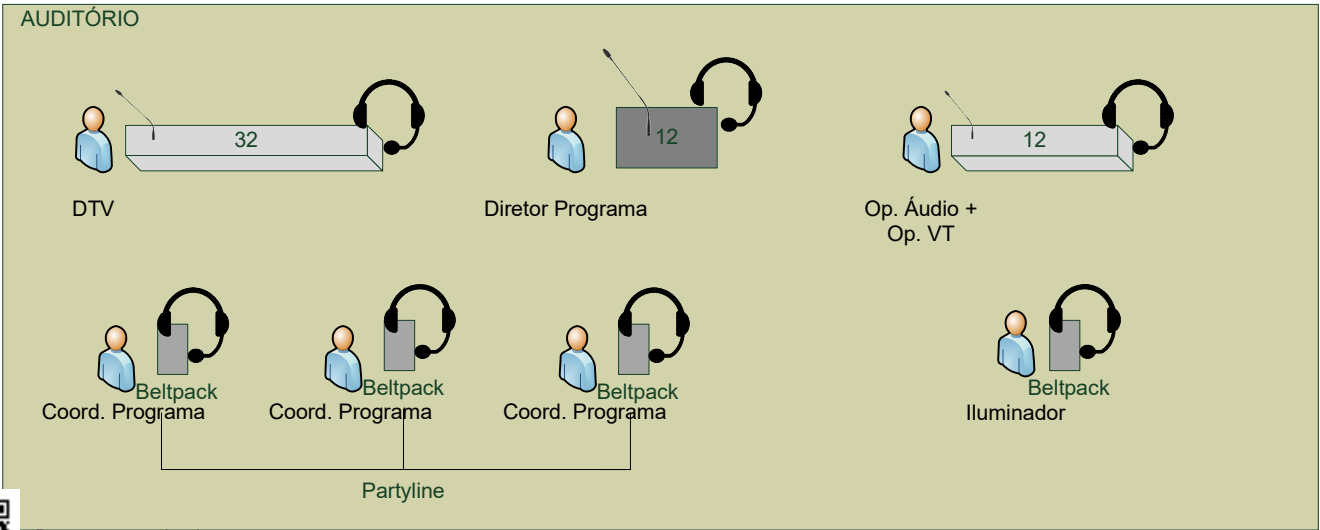 AUDITÓRIO
32
12
12
DTV
Diretor Programa
Op. Áudio +
Op. VT
Beltpack
Coord. Programa
Beltpack
Coord. Programa
Beltpack
Coord. Programa
Beltpack
Iluminador
Partyline